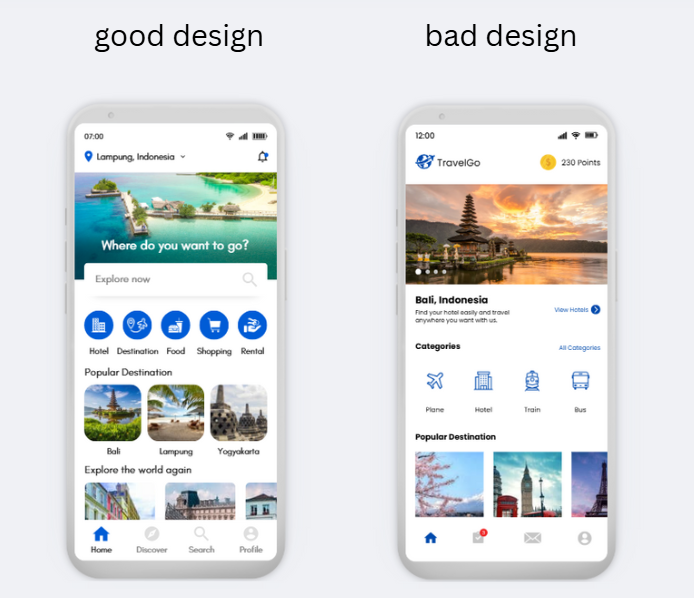 good design
bad design
07:00
Lampung, Indonesia
Where do you want to go?
Explore now
Hotel Destination Food Shopping Rental
Popular Destination
Bali Lampung Yogyakarta
Explore the world again
Home Discover Search Profile
12:00
TravelGo
$ 230 Points
Bali, Indonesia
Find your hotel easily and travel
anywhere you want with us.
View Hotels
Categories
All Categories
Plane Hotel Train Bus
Popular Destination